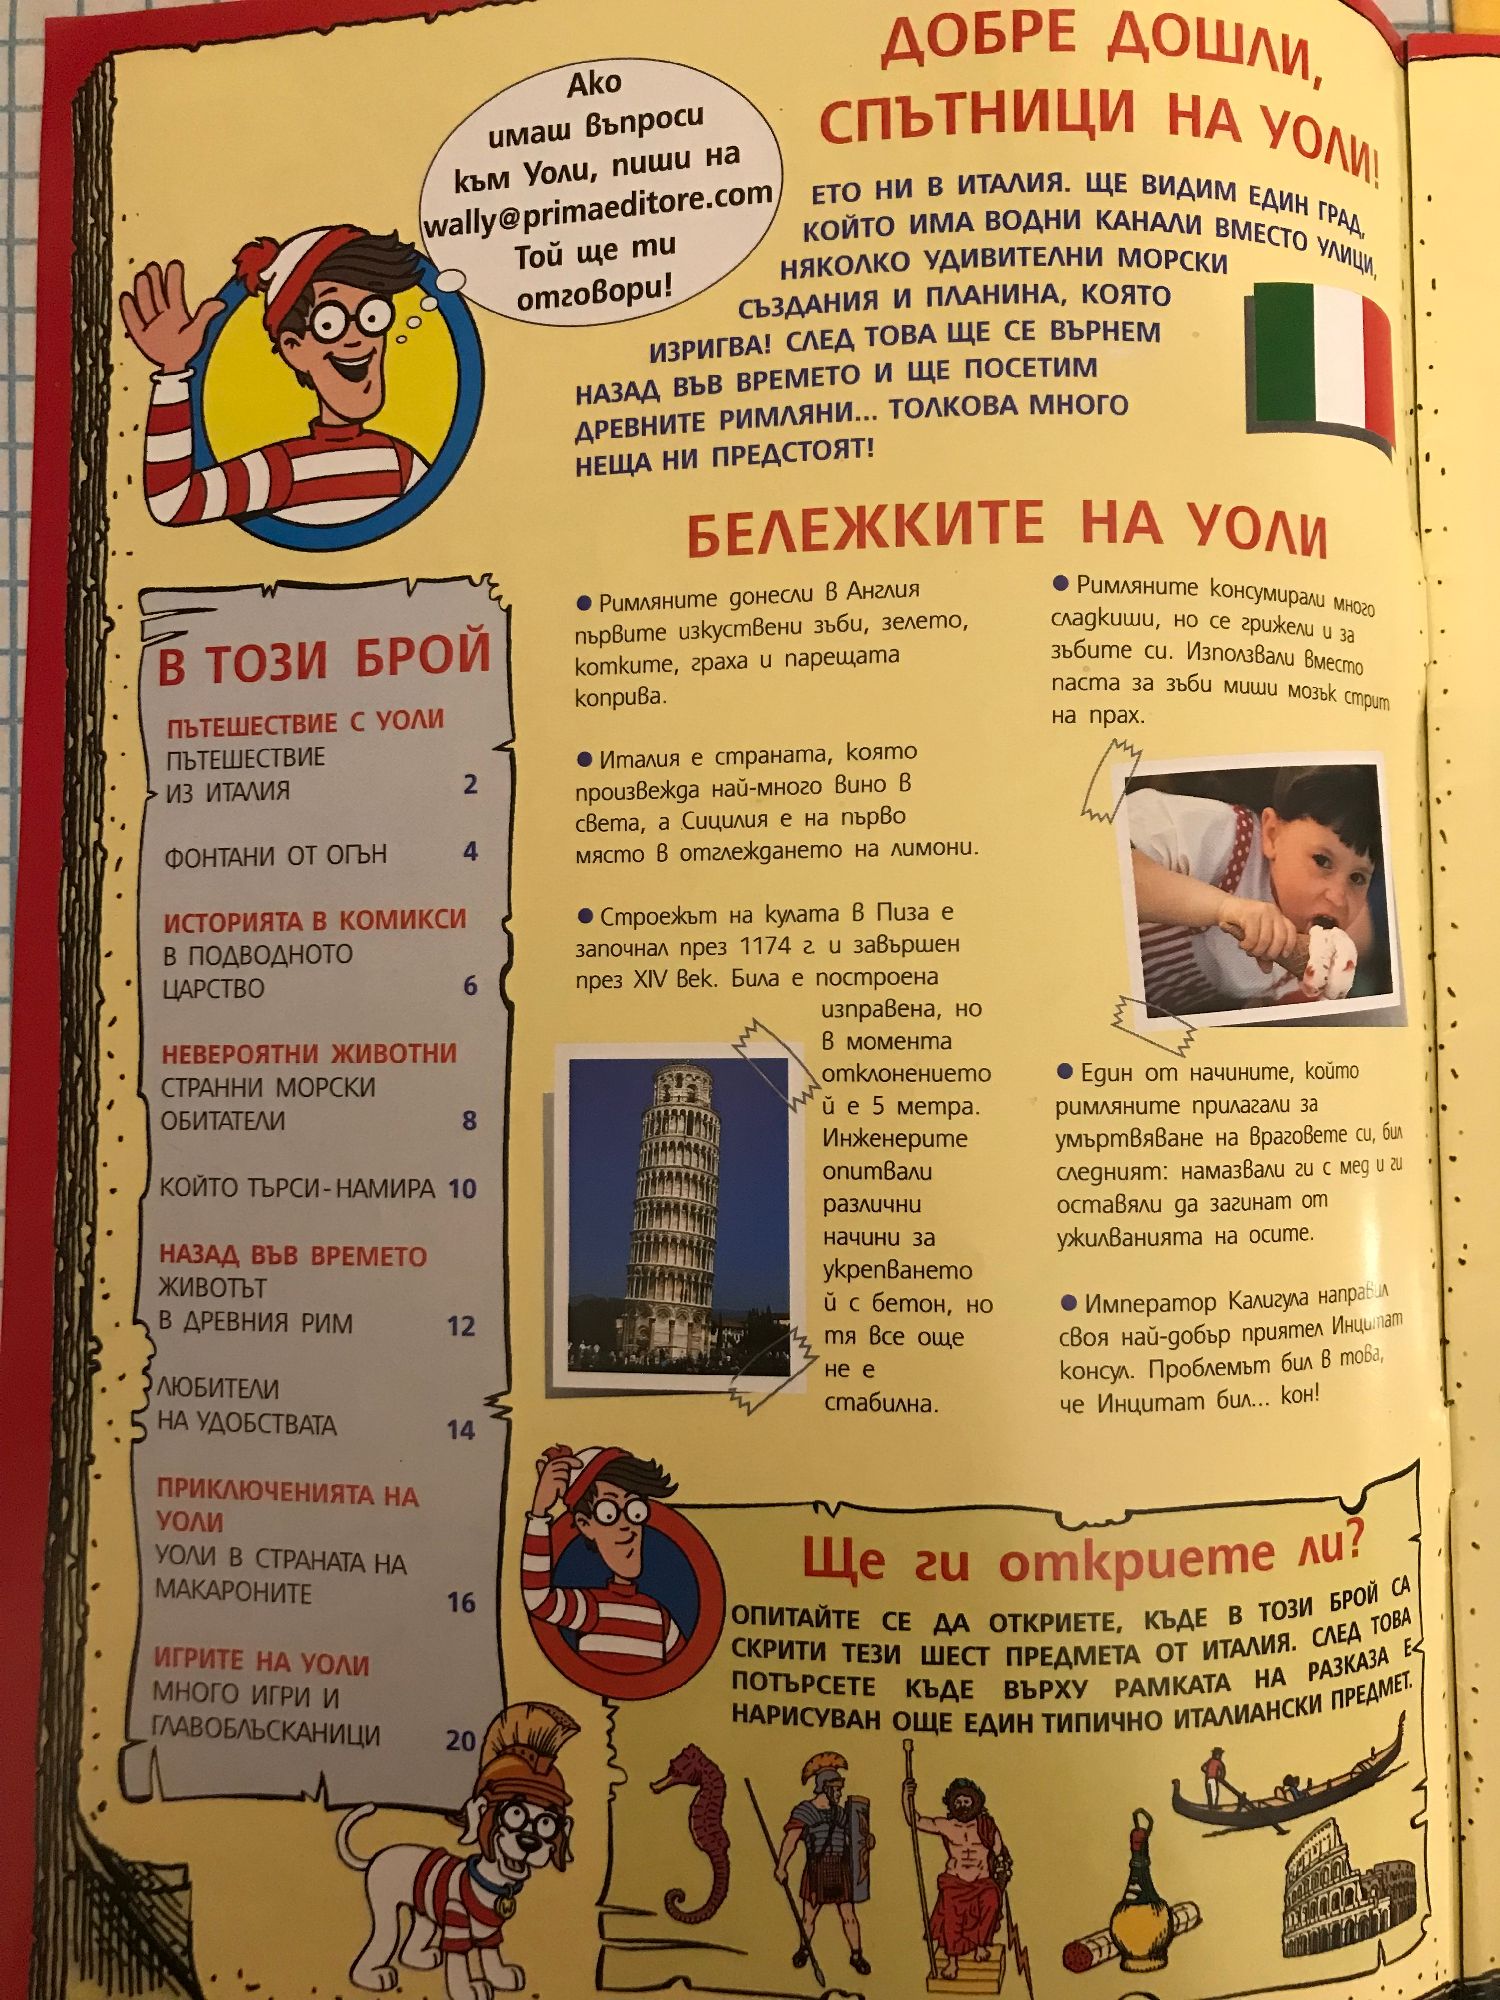 Ако
имаш въпроси
към Уоли, пиши на
wally@primaeditore.com
Той ще ти
отговори!
ДОБРЕ ДОШЛИ,
СПЪТНИЦИ НА УОЛИ!
ЕТО НИ В ИТАЛИЯ. ЩЕ ВИДИМ ЕДИН ГРАД,
КОЙТО ИМА ВОДНИ КАНАЛИ ВМЕСТО УЛИЦИ,
НЯКОЛКО УДИВИТЕЛНИ МОРСКИ
СЪЗДАНИЯ И ПЛАНИНА, КОЯТО
ИЗРИГВА! СЛЕД ТОВА ЩЕ СЕ ВЪРНЕМ
НАЗАД ВЪВ ВРЕМЕТО И ЩЕ ПОСЕТИМ
ДРЕВНИТЕ РИМЛЯНИ... ТОЛКОВА МНОГО
НЕЩА НИ ПРЕДСТОЯТ!
В ТОЗИ БРОЙ
ПЪТЕШЕСТВИЕ С УОЛИ
ПЪТЕШЕСТВИЕ
ИЗ ИТАЛИЯ 2
ФОНТАНИ ОТ ОГЪН 4
ИСТОРИЯТА В КОМИКСИ
В ПОДВОДНОТО
ЦАРСТВО 6
НЕВЕРОЯТНИ ЖИВОТНИ
СТРАННИ МОРСКИ
ОБИТАТЕЛИ 8
КОЙТО ТЪРСИ-НАМИРА 10
НАЗАД ВЪВ ВРЕМЕТО
ЖИВОТЪТ
В ДРЕВНИЯ РИМ 12
ЛЮБИТЕЛИ
НА УДОБСТВАТА 14
ПРИКЛЮЧЕНИЯТА НА
УОЛИ
УОЛИ В СТРАНАТА НА
МАКАРОНИТЕ 16
ИГРИТЕ НА УОЛИ
МНОГО ИГРИ И
ГЛАВОБЛЪСКАНИЦИ 20
БЕЛЕЖКИТЕ НА УОЛИ
● Римляните донесли в Англия
първите изкуствени зъби, зелето,
котките, граха и парещата
коприва.
● Италия е страната, която
произвежда най-много вино в
света, а Сицилия е на първо
място в отглеждането на лимони.
● Строежът на кулата в Пиза е
започнал през 1174 г. и завършен
през XIV век. Била е построена
изправена, но
в момента
отклонението
й е 5 метра.
Инженерите
опитвали
различни
начини за
укрепването
й с бетон, но
тя все още
не е
стабилна.
● Римляните консумирали много
сладкиши, но се грижели и за
зъбите си. Използвали вместо
паста за зъби миши мозък стрит
на прах.
● Един от начините, който
римляните прилагали за
умъртвяване на враговете си, бил
следният: намазвали ги с мед и ги
оставяли да загинат от
ужилванията на осите.
● Император Калигула направил
своя най-добър приятел Инцитат
консул. Проблемът бил в това,
че Инцитат бил... кон!
Ще ги откриете ли?
ОПИТАЙТЕ СЕ ДА ОТКРИЕТЕ, КЪДЕ В ТОЗИ БРОЙ СА
СКРИТИ ТЕЗИ ШЕСТ ПРЕДМЕТА ОТ ИТАЛИЯ. СЛЕД ТОВА
ПОТЪРСЕТЕ КЪДЕ ВЪРХУ РАМКАТА НА РАЗКАЗА Е
НАРИСУВАН ОЩЕ ЕДИН ТИПИЧНО ИТАЛИАНСКИ ПРЕДМЕТ.